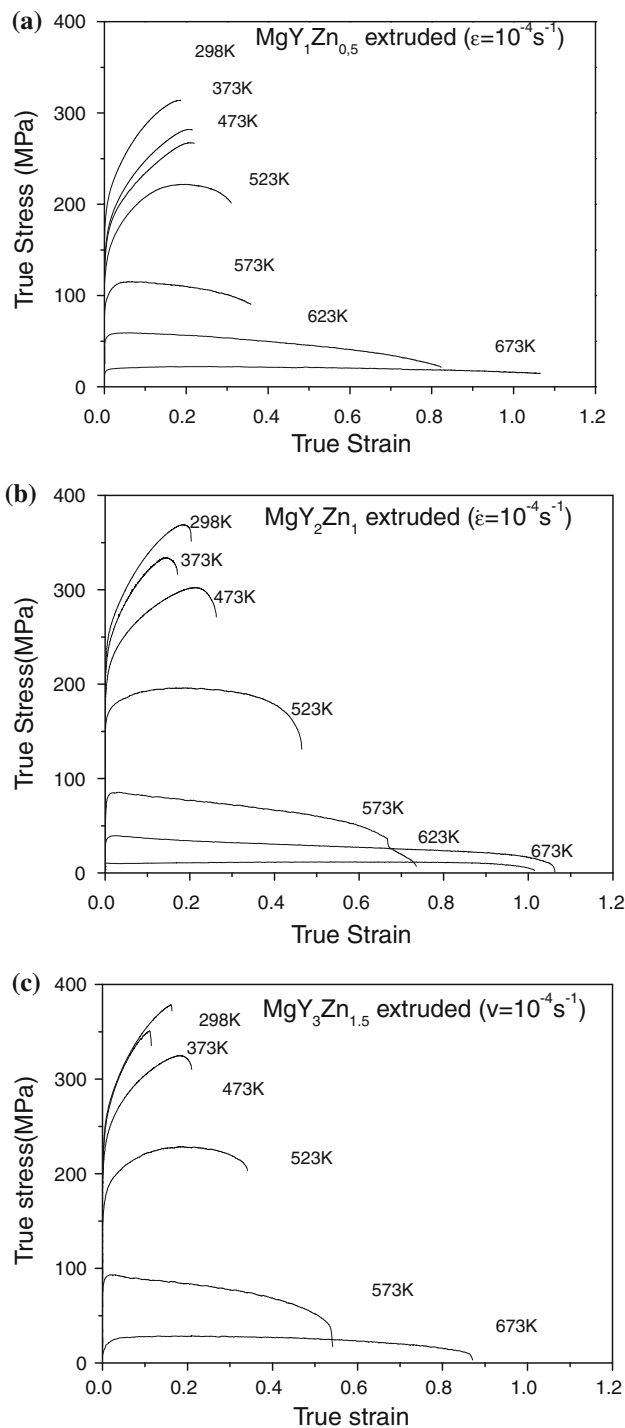 (a)
MgY₁Zn₀,₅ extruded (ε=10⁻⁴s⁻¹)
400
300
200
100
0
True Stress (MPa)
298K
373K
473K
523K
573K
623K
673K
0.0 0.2 0.4 0.6 0.8 1.0 1.2
True Strain
(b)
MgY₂Zn₁ extruded (ε̇=10⁻⁴s⁻¹)
400
300
200
100
0
True Stress(MPa)
298K
373K
473K
523K
573K
623K
673K
0.0 0.2 0.4 0.6 0.8 1.0 1.2
True Strain
(c)
MgY₃Zn₁.₅ extruded (v=10⁻⁴s⁻¹)
400
300
200
100
0
True stress(MPa)
298K
373K
473K
523K
573K
673K
0.0 0.2 0.4 0.6 0.8 1.0 1.2
True strain